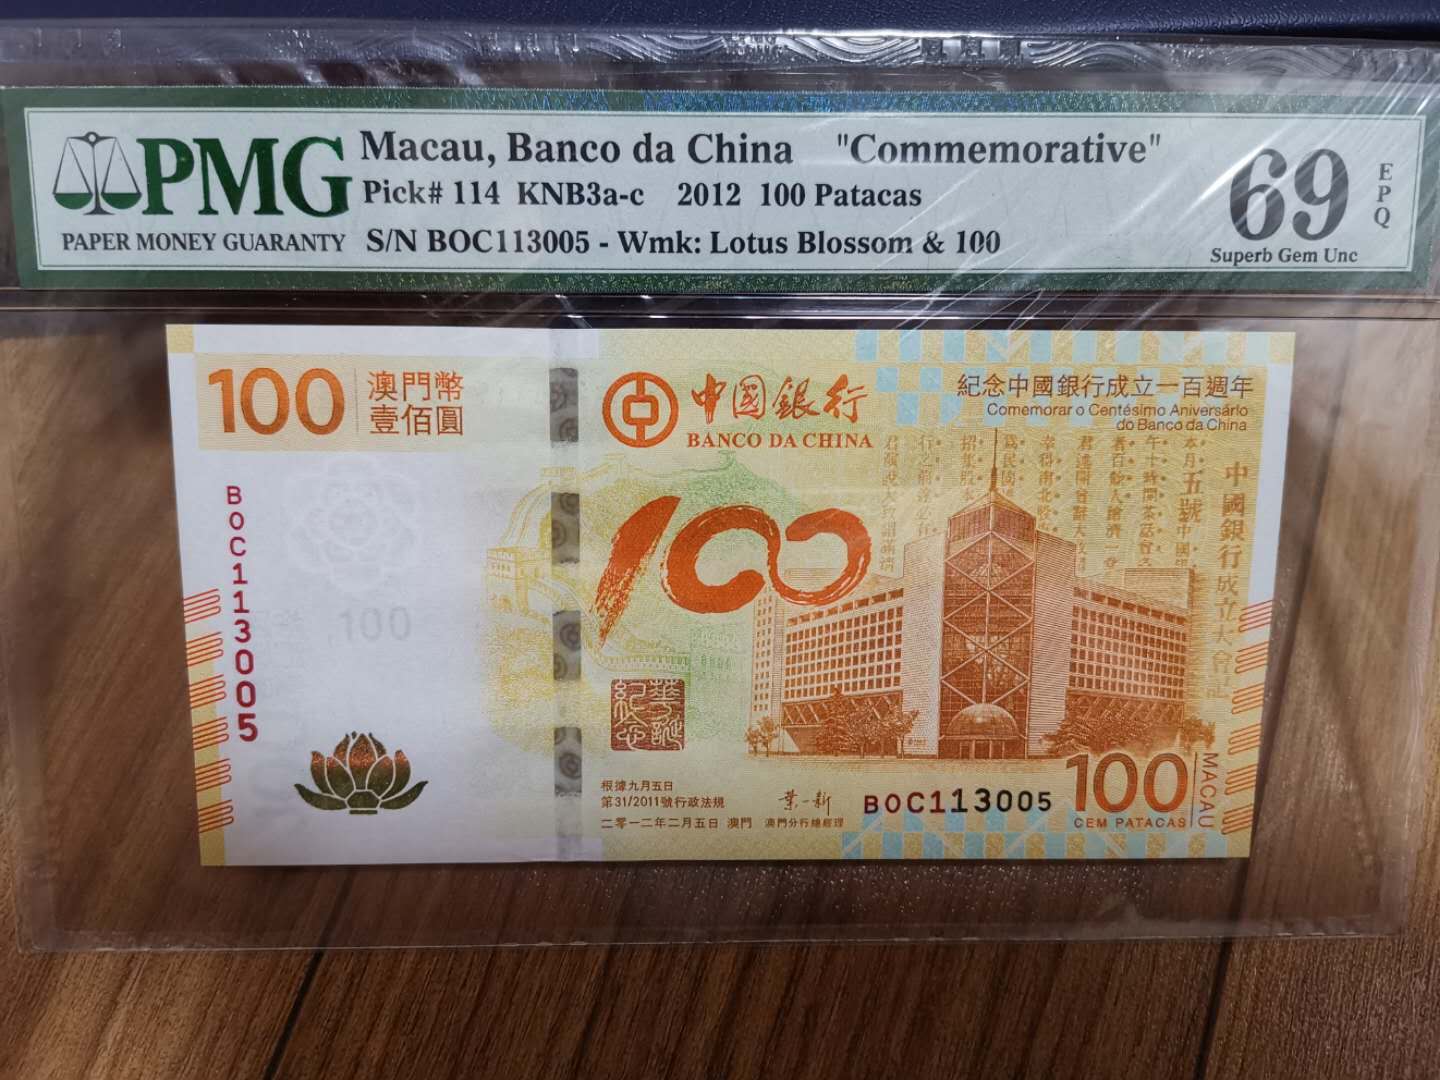 PMG
PAPER MONEY GUARANTY
Macau, Banco da China "Commemorative"
Pick# 114 KNB3a-c 2012 100 Patacas
S/N BOC113005 - Wmk: Lotus Blossom & 100
69
EPQ
Superb Gem Unc
100
澳門幣
壹佰圓
中國銀行
BANCO DA CHINA
紀念中國銀行成立一百週年
Comemorar o Centésimo Aniversário
do Banco da China
BOC113005
100
100
中國銀行成立大會記
根據九月五日
第31/2011號行政法規
二零一二年二月五日 澳門
葉一新
澳門分行總經理
BOC113005
100
CEM PATACAS
MACAU